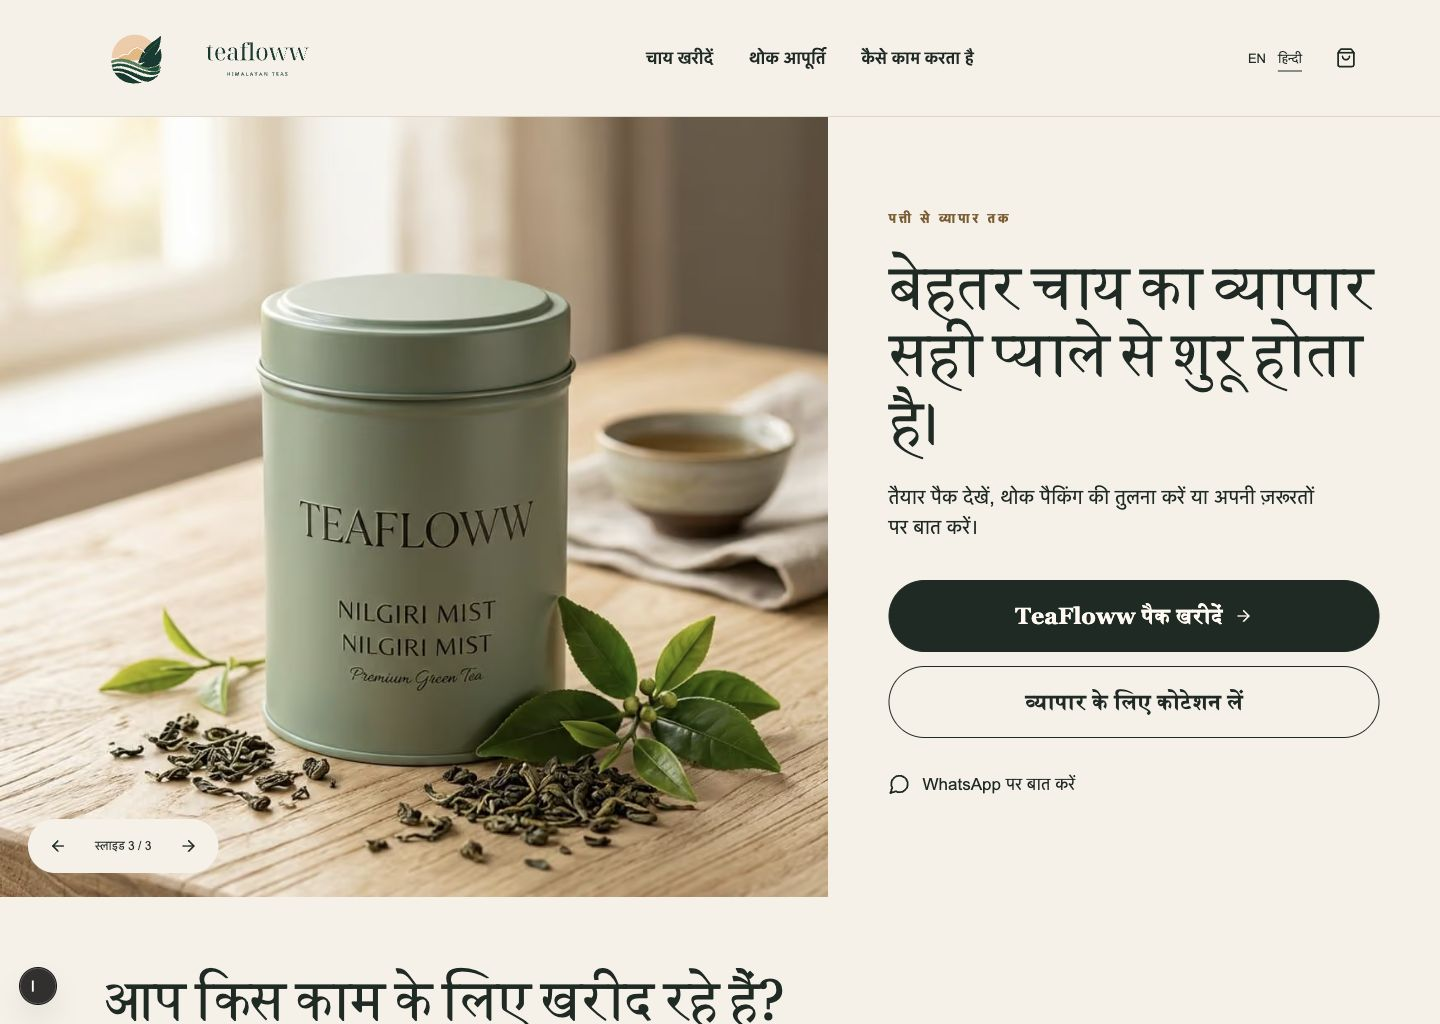 teafloww
HIMALAYAN TEAS
चाय खरीदें
थोक आपूर्ति
कैसे काम करता है
EN
हिन्दी
पत्ती से व्यापार तक
बेहतर चाय का व्यापार
सही प्याले से शुरू होता
है।
तैयार पैक देखें, थोक पैकिंग की तुलना करें या अपनी ज़रूरतों
पर बात करें।
TeaFloww पैक खरीदें
व्यापार के लिए कोटेशन लें
WhatsApp पर बात करें
TEAFLOWW
NILGIRI MIST
NILGIRI MIST
Premium Green Tea
स्लाइड 3 / 3
आप किस काम के लिए खरीद रहे हैं?